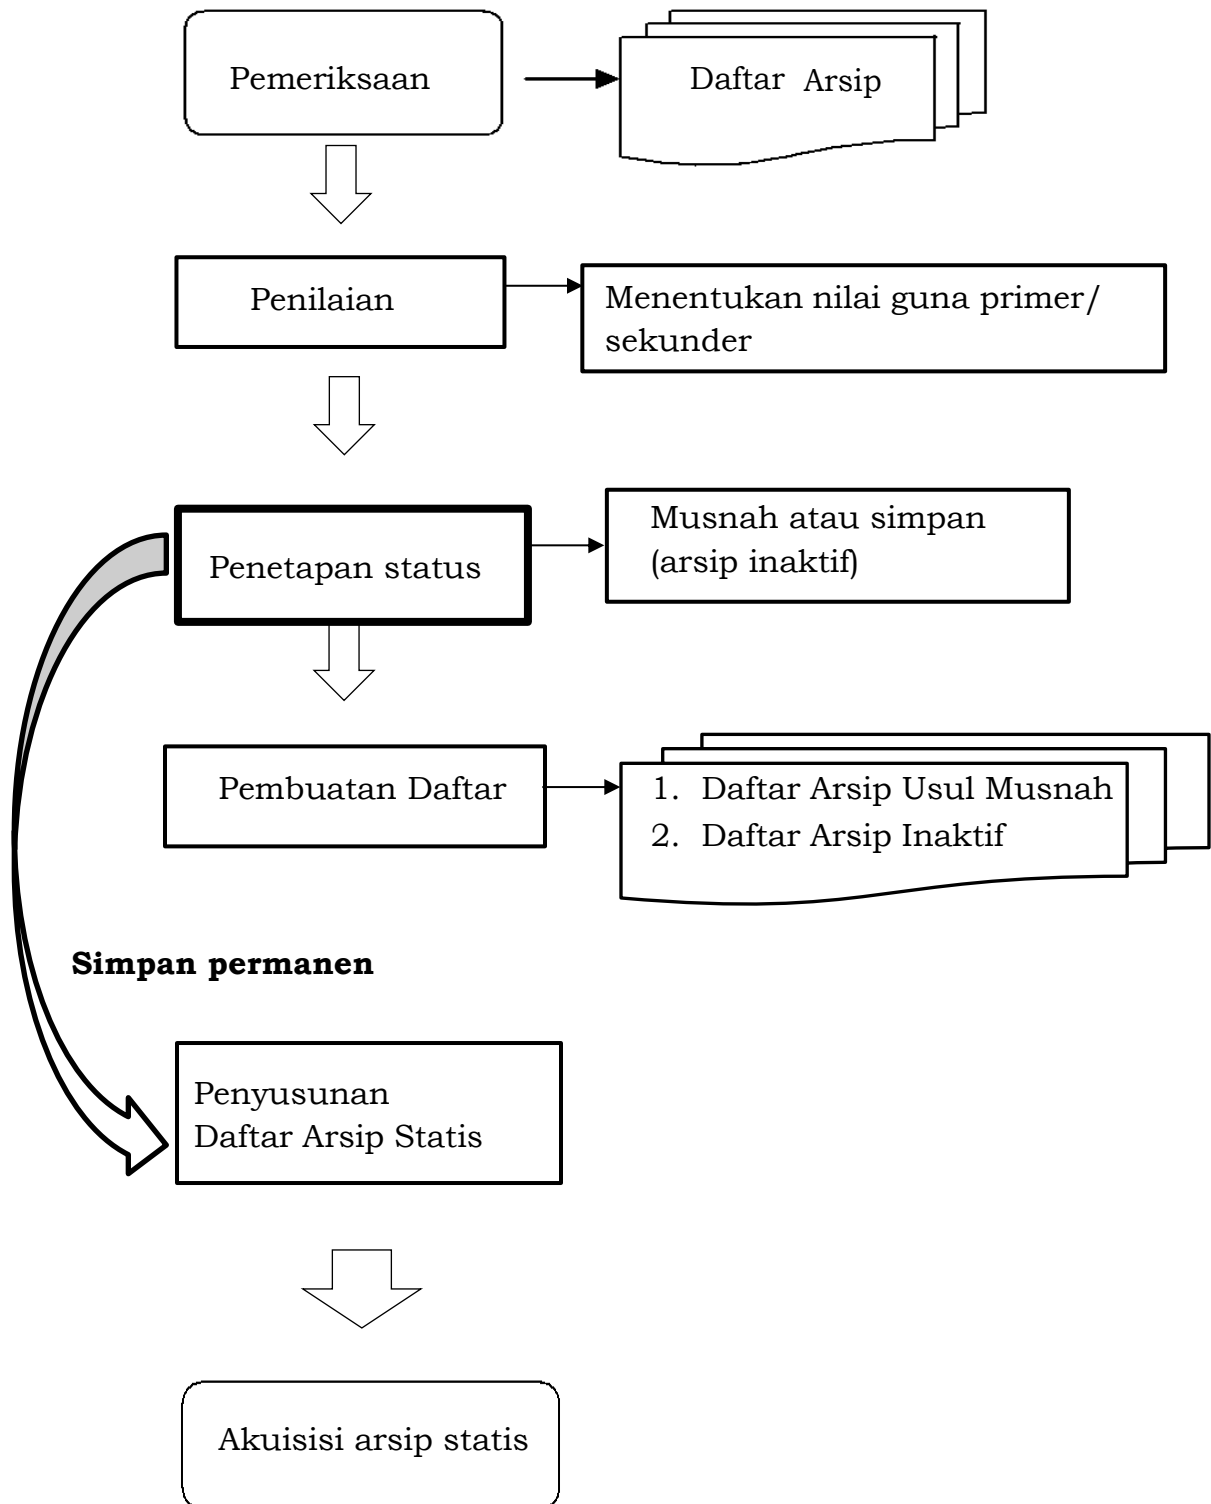 Pemeriksaan
Daftar Arsip
Penilaian
Menentukan nilai guna primer/
sekunder
Penetapan status
Musnah atau simpan
(arsip inaktif)
Pembuatan Daftar
1. Daftar Arsip Usul Musnah
2. Daftar Arsip Inaktif
Simpan permanen
Penyusunan
Daftar Arsip Statis
Akuisisi arsip statis